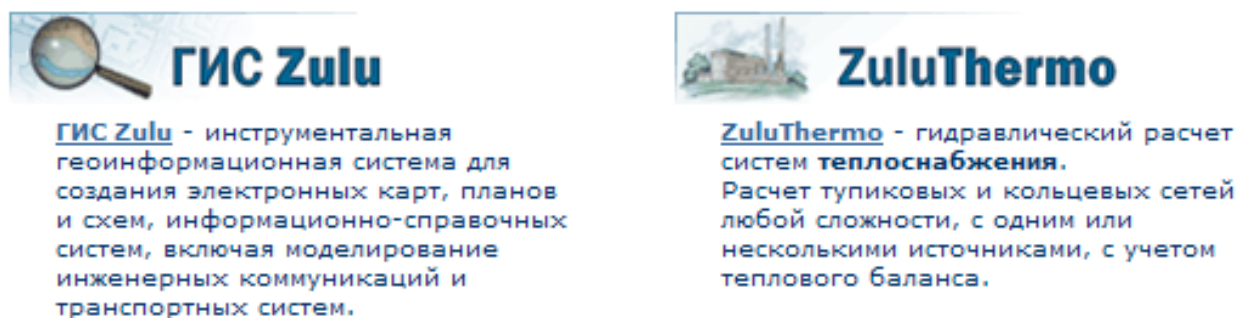 ГИС Zulu
ГИС Zulu - инструментальная
геоинформационная система для
создания электронных карт, планов
и схем, информационно-справочных
систем, включая моделирование
инженерных коммуникаций и
транспортных систем.
ZuluThermo
ZuluThermo - гидравлический расчет
систем теплоснабжения.
Расчет тупиковых и кольцевых сетей
любой сложности, с одним или
несколькими источниками, с учетом
теплового баланса.